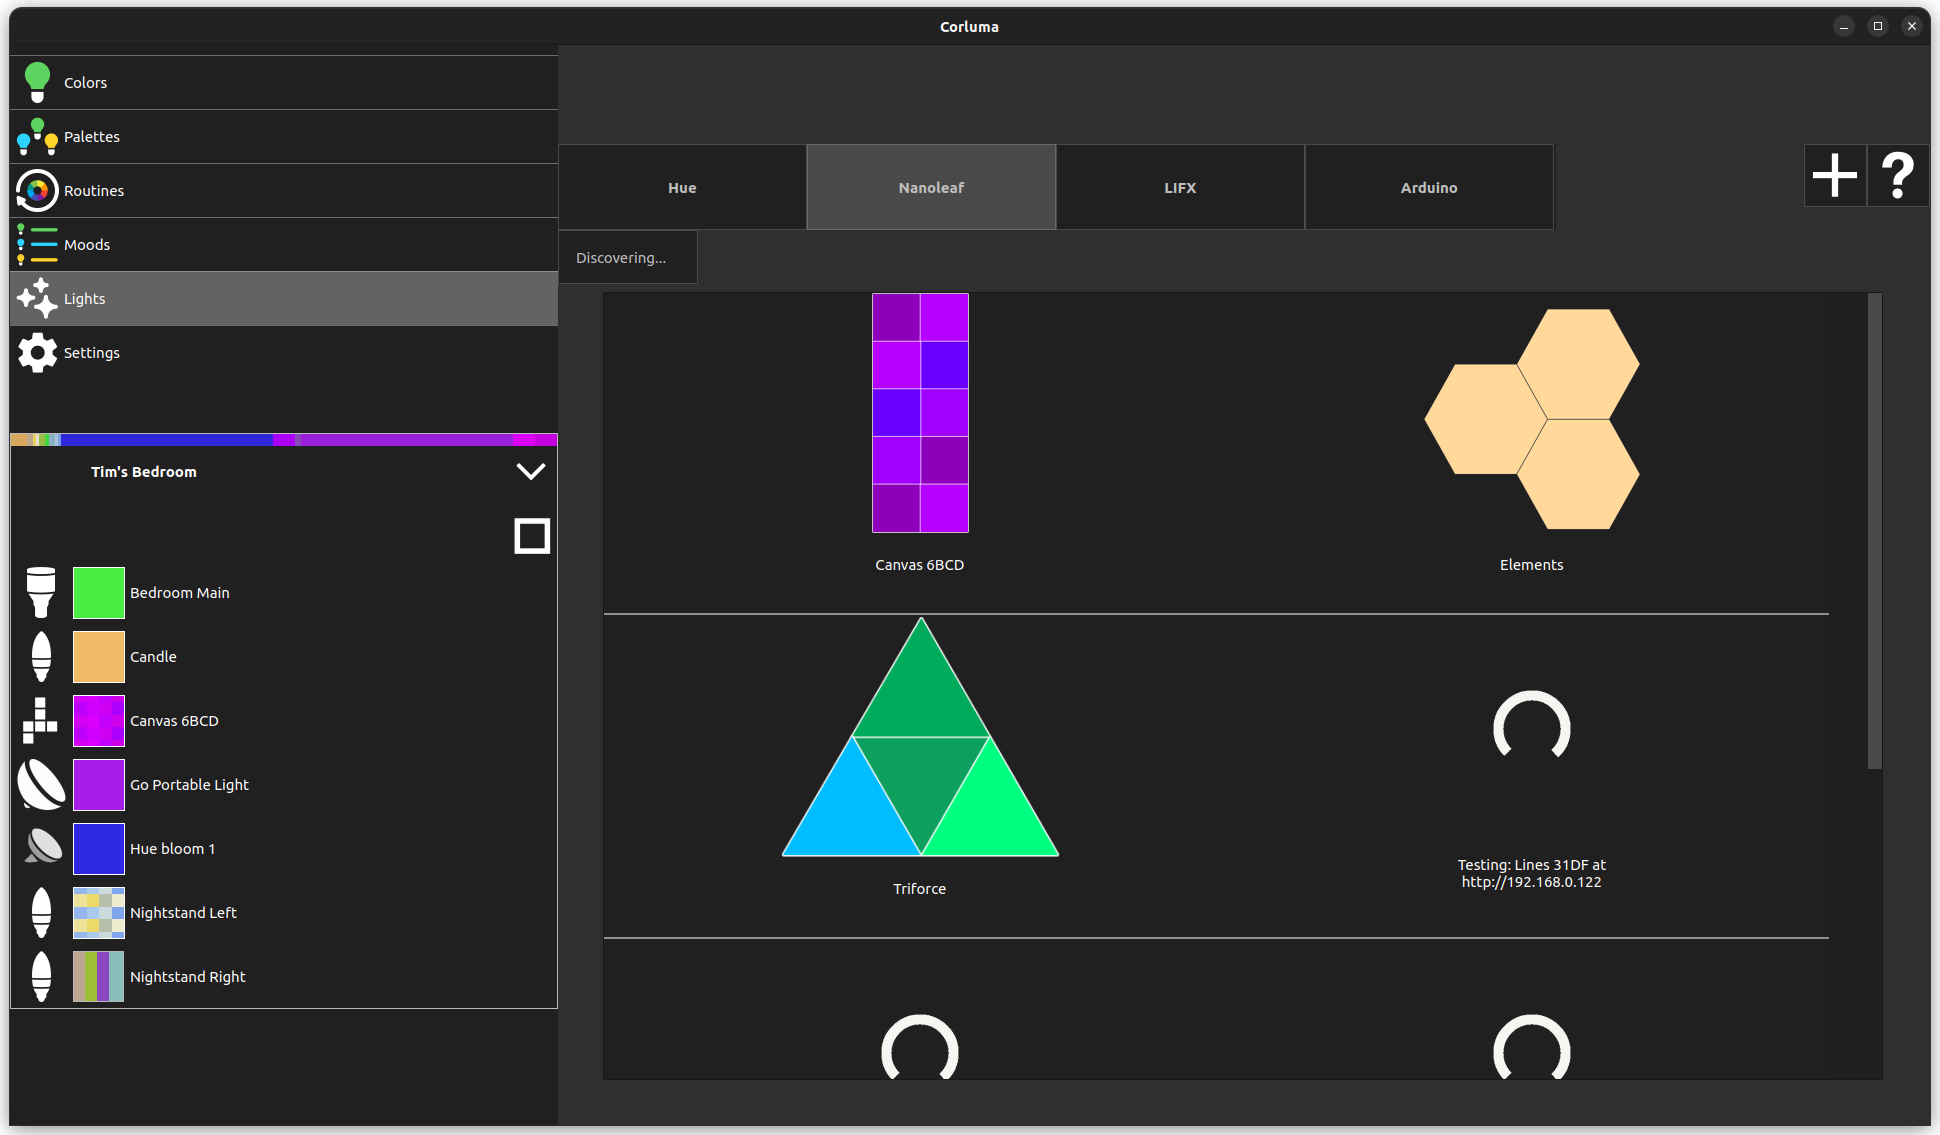 Corluma
Colors
Palettes
Routines
Moods
Lights
Settings
Tim's Bedroom
Bedroom Main
Candle
Canvas 6BCD
Go Portable Light
Hue bloom 1
Nightstand Left
Nightstand Right
Hue
Nanoleaf
LIFX
Arduino
?
Discovering...
Canvas 6BCD
Elements
Triforce
Testing: Lines 31DF at
http://192.168.0.122